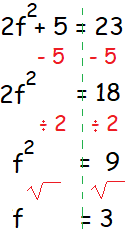 2f² + 5 = 23
- 5 - 5
2f² = 18
÷ 2 ÷ 2
f² = 9
√ √
f = 3